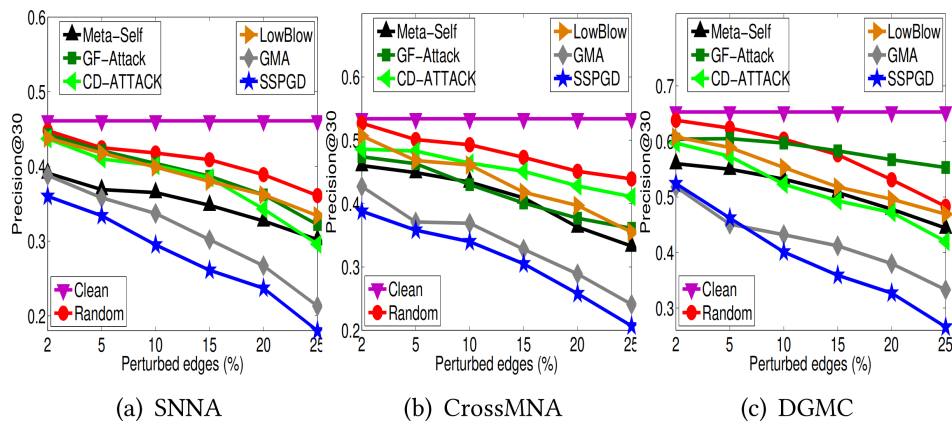 0.6
0.5
0.4
0.3
0.2
Precision@30
Meta-Self
GF-Attack
CD-ATTACK
LowBlow
GMA
SSPGD
Clean
Random
2 5 10 15 20 25
Perturbed edges (%)
(a) SNNA
0.6
0.5
0.4
0.3
0.2
Precision@30
Meta-Self
GF-Attack
CD-ATTACK
LowBlow
GMA
SSPGD
Clean
Random
2 5 10 15 20 25
Perturbed edges (%)
(b) CrossMNA
0.7
0.6
0.5
0.4
0.3
Precision@30
Meta-Self
GF-Attack
CD-ATTACK
LowBlow
GMA
SSPGD
Clean
Random
2 5 10 15 20 25
Perturbed edges (%)
(c) DGMC